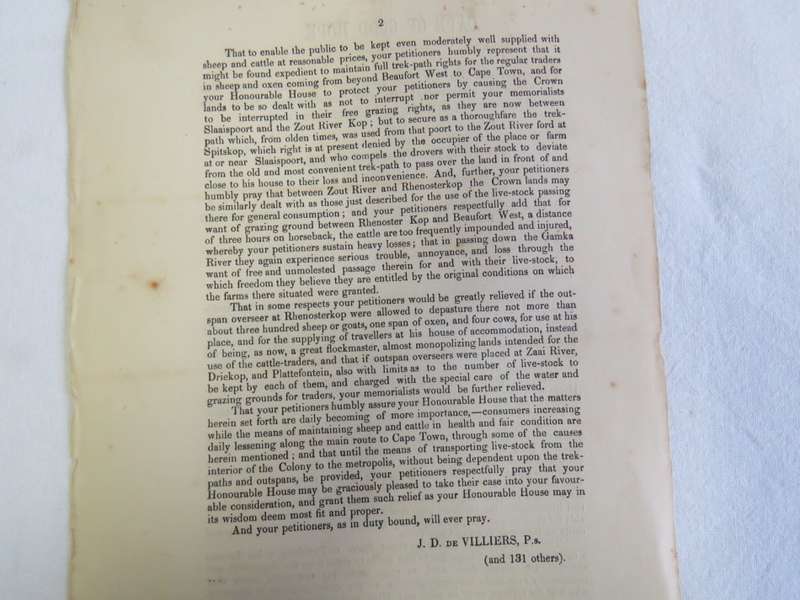 2
That to enable the public to be kept even moderately well supplied with
sheep and cattle at reasonable prices, your petitioners humbly represent that it
might be found expedient to maintain full trek-path rights for the regular traders
in sheep and oxen coming from beyond Beaufort West to Cape Town, and for
your Honourable House to protect your petitioners by causing the Crown
lands to be so dealt with as not to interrupt nor permit your memorialists
to be interrupted in their free grazing rights, as they are now between
Slaaispoort and the Zout River Kop; but to secure as a thoroughfare the trek-
path which, from olden times, was used from that poort to the Zout River ford at
Spitskop, which right is at present denied by the occupier of the place or farm
at or near Slaaispoort, and who compels the drovers with their stock to deviate
from the old and most convenient trek-path to pass over the land in front of and
close to his house to their loss and inconvenience. And, further, your petitioners
humbly pray that between Zout River and Rhenosterkop the Crown lands may
be similarly dealt with as those just described for the use of the live-stock passing
there for general consumption; and your petitioners respectfully add that for
want of grazing ground between Rhenoster Kop and Beaufort West, a distance
of three hours on horseback, the cattle are too frequently impounded and injured,
whereby your petitioners sustain heavy losses; that in passing down the Gamka
River they again experience serious trouble, annoyance, and loss through the
want of free and unmolested passage therein for and with their live-stock, to
which freedom they believe they are entitled by the original conditions on which
the farms there situated were granted.
That in some respects your petitioners would be greatly relieved if the out-
span overseer at Rhenosterkop were allowed to depasture there not more than
about three hundred sheep or goats, one span of oxen, and four cows, for use at his
place, and for the supplying of travellers at his house of accommodation, instead
of being, as now, a great flockmaster, almost monopolizing lands intended for the
use of the cattle-traders, and that if outspan overseers were placed at Zaai River,
Driekop, and Plattefontein, also with limits as to the number of live-stock to
be kept by each of them, and charged with the special care of the water and
grazing grounds for traders, your memorialists would be further relieved.
That your petitioners humbly assure your Honourable House that the matters
herein set forth are daily becoming of more importance,—consumers increasing
while the means of maintaining sheep and cattle in health and fair condition are
daily lessening along the main route to Cape Town, through some of the causes
herein mentioned; and that until the means of transporting live-stock from the
interior of the Colony to the metropolis, without being dependent upon the trek-
paths and outspans, be provided, your petitioners respectfully pray that your
Honourable House may be graciously pleased to take their case into your favour-
able consideration, and grant them such relief as your Honourable House may in
its wisdom deem most fit and proper.
And your petitioners, as in duty bound, will ever pray.
J. D. DE VILLIERS, P.s.
(and 131 others).